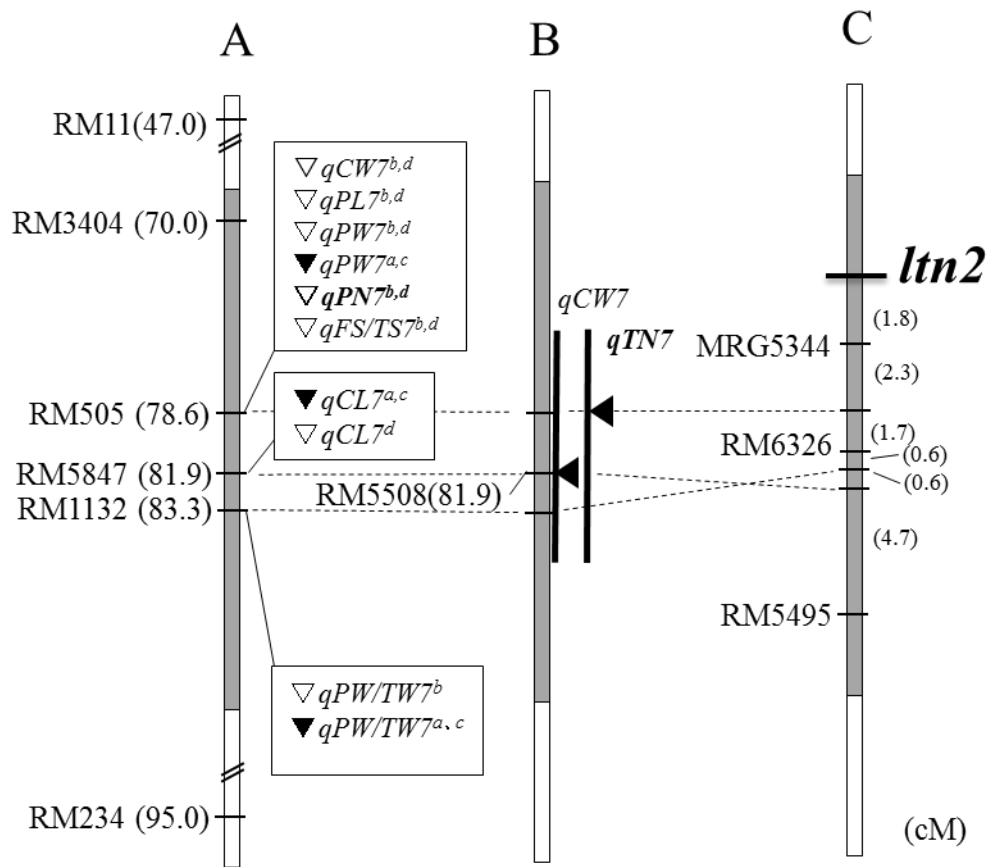 A
B
C
RM11(47.0)
RM3404 (70.0)
▽qCW7b,d
▽qPL7b,d
▽qPW7b,d
▼qPW7a,c
▽qPN7b,d
▽qFS/TS7b,d
qCW7
qTN7
ltn2
(1.8)
MRG5344
(2.3)
RM505 (78.6)
▼qCL7a,c
▽qCL7d
(1.7)
RM6326
(0.6)
RM5847 (81.9)
RM5508(81.9)
(0.6)
RM1132 (83.3)
(4.7)
RM5495
▽qPW/TW7b
▼qPW/TW7a、c
RM234 (95.0)
(cM)